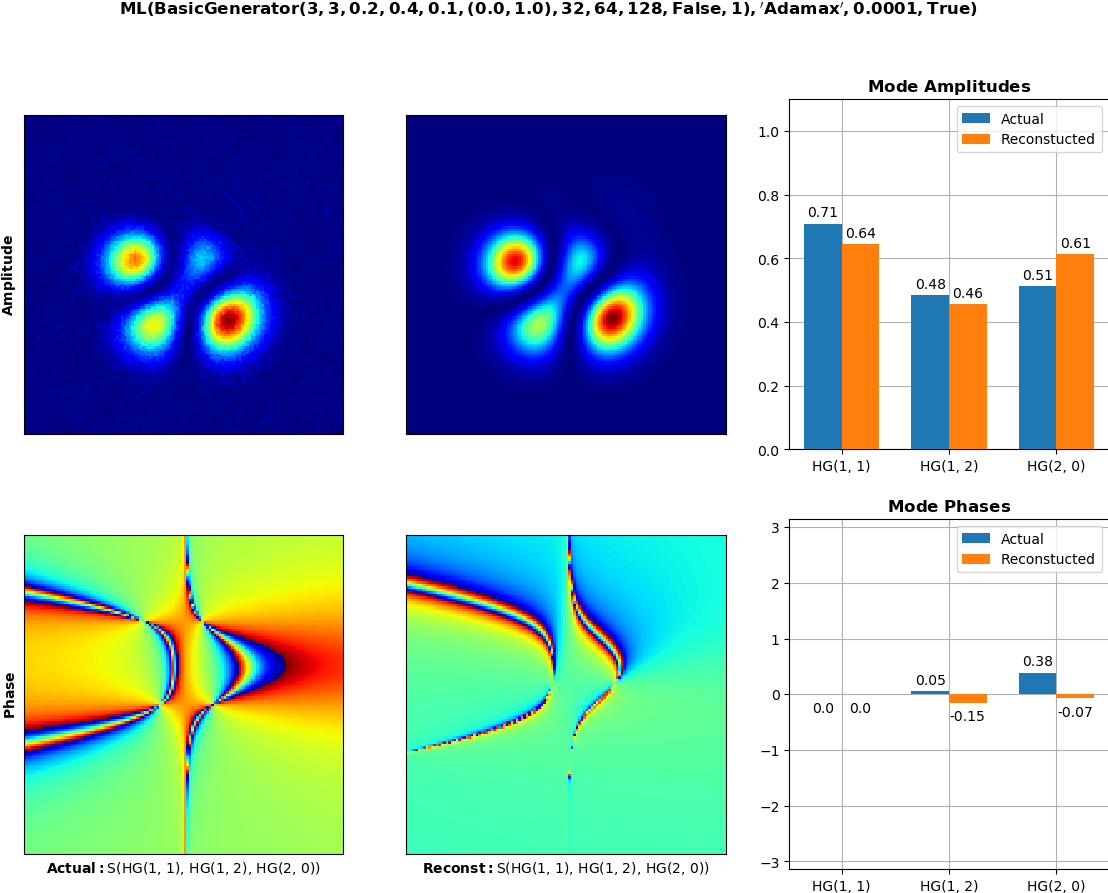 ML(BasicGenerator(3, 3, 0.2, 0.4, 0.1, (0.0, 1.0), 32, 64, 128, False, 1), 'Adamax', 0.0001, True)
Amplitude
Mode Amplitudes
Actual
Reconstucted
1.0
0.8
0.6
0.4
0.2
0.0
0.71
0.64
0.48
0.46
0.51
0.61
HG(1, 1)
HG(1, 2)
HG(2, 0)
Phase
Actual: S(HG(1, 1), HG(1, 2), HG(2, 0))
Reconst: S(HG(1, 1), HG(1, 2), HG(2, 0))
Mode Phases
Actual
Reconstucted
3
2
1
0
−1
−2
−3
0.0
0.0
0.05
-0.15
0.38
-0.07
HG(1, 1)
HG(1, 2)
HG(2, 0)